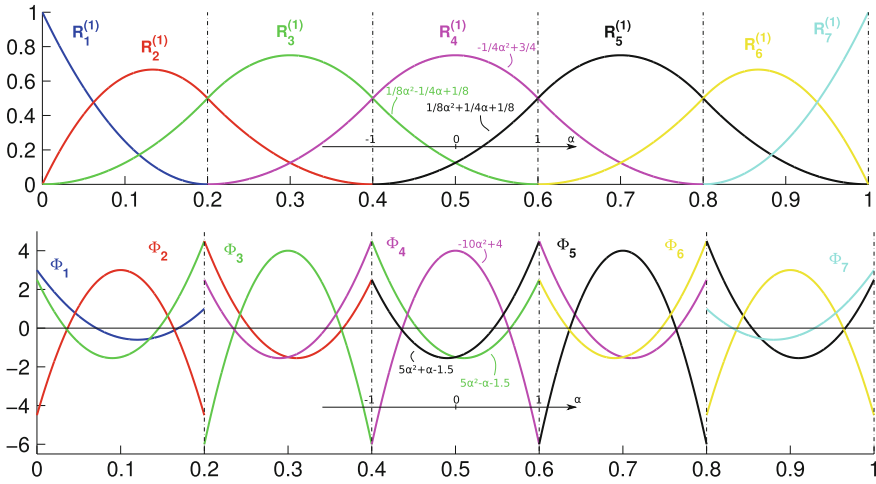 R₁⁽¹⁾ R₂⁽¹⁾ R₃⁽¹⁾ R₄⁽¹⁾ R₅⁽¹⁾ R₆⁽¹⁾ R₇⁽¹⁾
1
0.8
0.6
0.4
0.2
0
-1/4α²+3/4
1/8α²-1/4α+1/8
1/8α²+1/4α+1/8
-1 0 1 α
0 0.1 0.2 0.3 0.4 0.5 0.6 0.7 0.8 0.9 1
Φ₁ Φ₂ Φ₃ Φ₄ Φ₅ Φ₆ Φ₇
4
2
0
−2
−4
−6
-10α²+4
5α²+α-1.5
5α²-α-1.5
-1 0 1 α
0 0.1 0.2 0.3 0.4 0.5 0.6 0.7 0.8 0.9 1